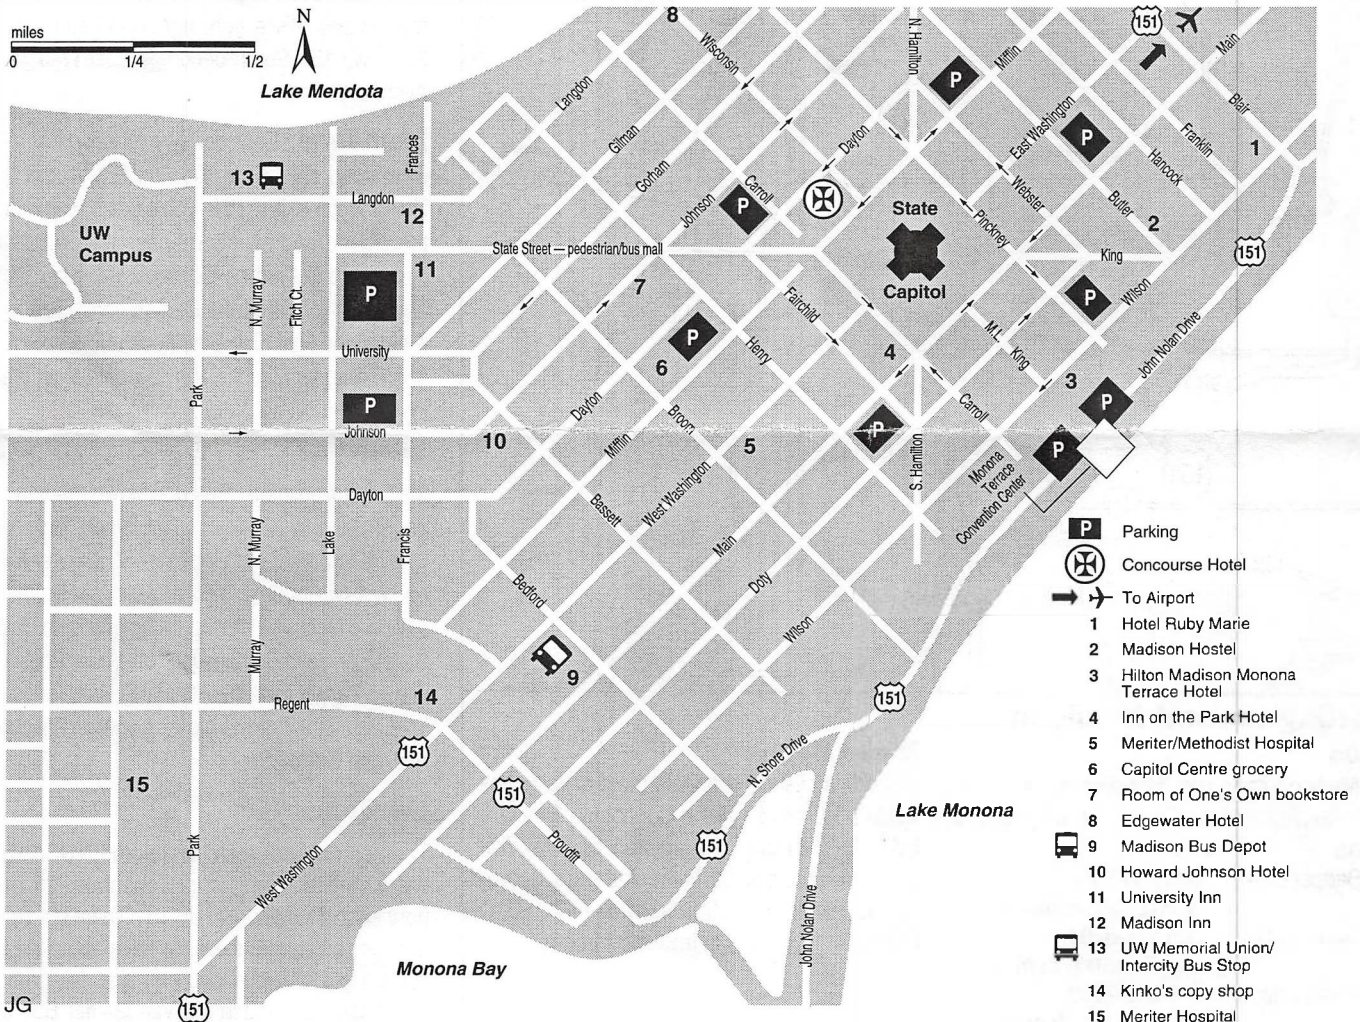 miles
0 1/4 1/2
N
Lake Mendota
8
151
Wisconsin
N. Hamilton
P
Mifflin
Main
Langdon
Gilman
Gorham
Dayton
East Washington
P
Blair
Franklin
Hancock
1
Frances
13
Langdon
12
Johnson
P
Carroll
Webster
Butler
Pinckney
2
UW
Campus
State
Capitol
State Street — pedestrian/bus mall
King
151
11
P
N. Murray
Fitch Ct.
7
Fairchild
P
Wilson
John Nolan Drive
University
P
6
Henry
4
M.L. King
3
Park
P
Johnson
10
Dayton
Mifflin
Broom
5
P
Carroll
P
P
S. Hamilton
Monona
Terrace
Convention Center
Dayton
Bassett
West Washington
Main
Doty
Wilson
N. Murray
Lake
Francis
Bedford
9
Murray
Regent
14
151
151
151
N. Shore Drive
15
Park
West Washington
Proudfit
151
Lake Monona
John Nolan Drive
Monona Bay
151
JG
P Parking
Concourse Hotel
To Airport
1 Hotel Ruby Marie
2 Madison Hostel
3 Hilton Madison Monona
Terrace Hotel
4 Inn on the Park Hotel
5 Meriter/Methodist Hospital
6 Capitol Centre grocery
7 Room of One's Own bookstore
8 Edgewater Hotel
9 Madison Bus Depot
10 Howard Johnson Hotel
11 University Inn
12 Madison Inn
13 UW Memorial Union/
Intercity Bus Stop
14 Kinko's copy shop
15 Meriter Hospital